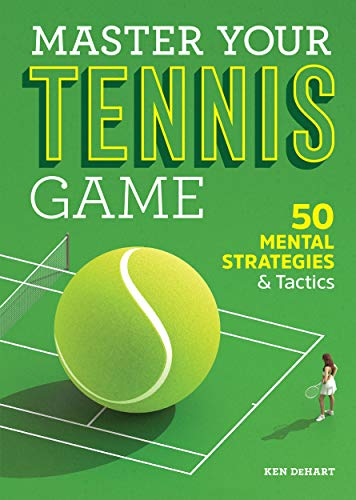 MASTER YOUR
TENNIS
GAME
50
MENTAL
STRATEGIES
& Tactics
KEN DEHART